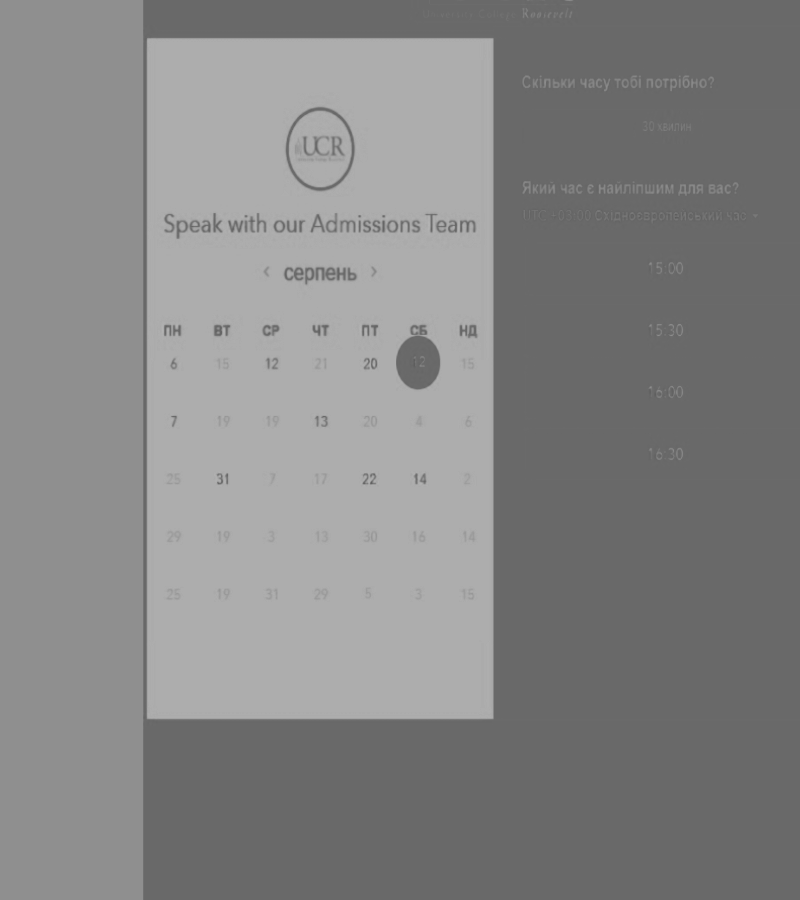 Roosevelt
UCR
Speak with our Admissions Team
серпень
ПН ВТ СР ЧТ ПТ СБ НД
6 15 12 21 20 12 15
7 19 19 13 20 4 6
25 31 7 17 22 14 2
29 19 3 13 30 16 14
25 19 31 29 5 3 15
Скільки часу тобі потрібно?
30 хвилин
Який час є найліпшим для вас?
UTC +03:00 Східноєвропейський час
15:00
15:30
16:00
16:30